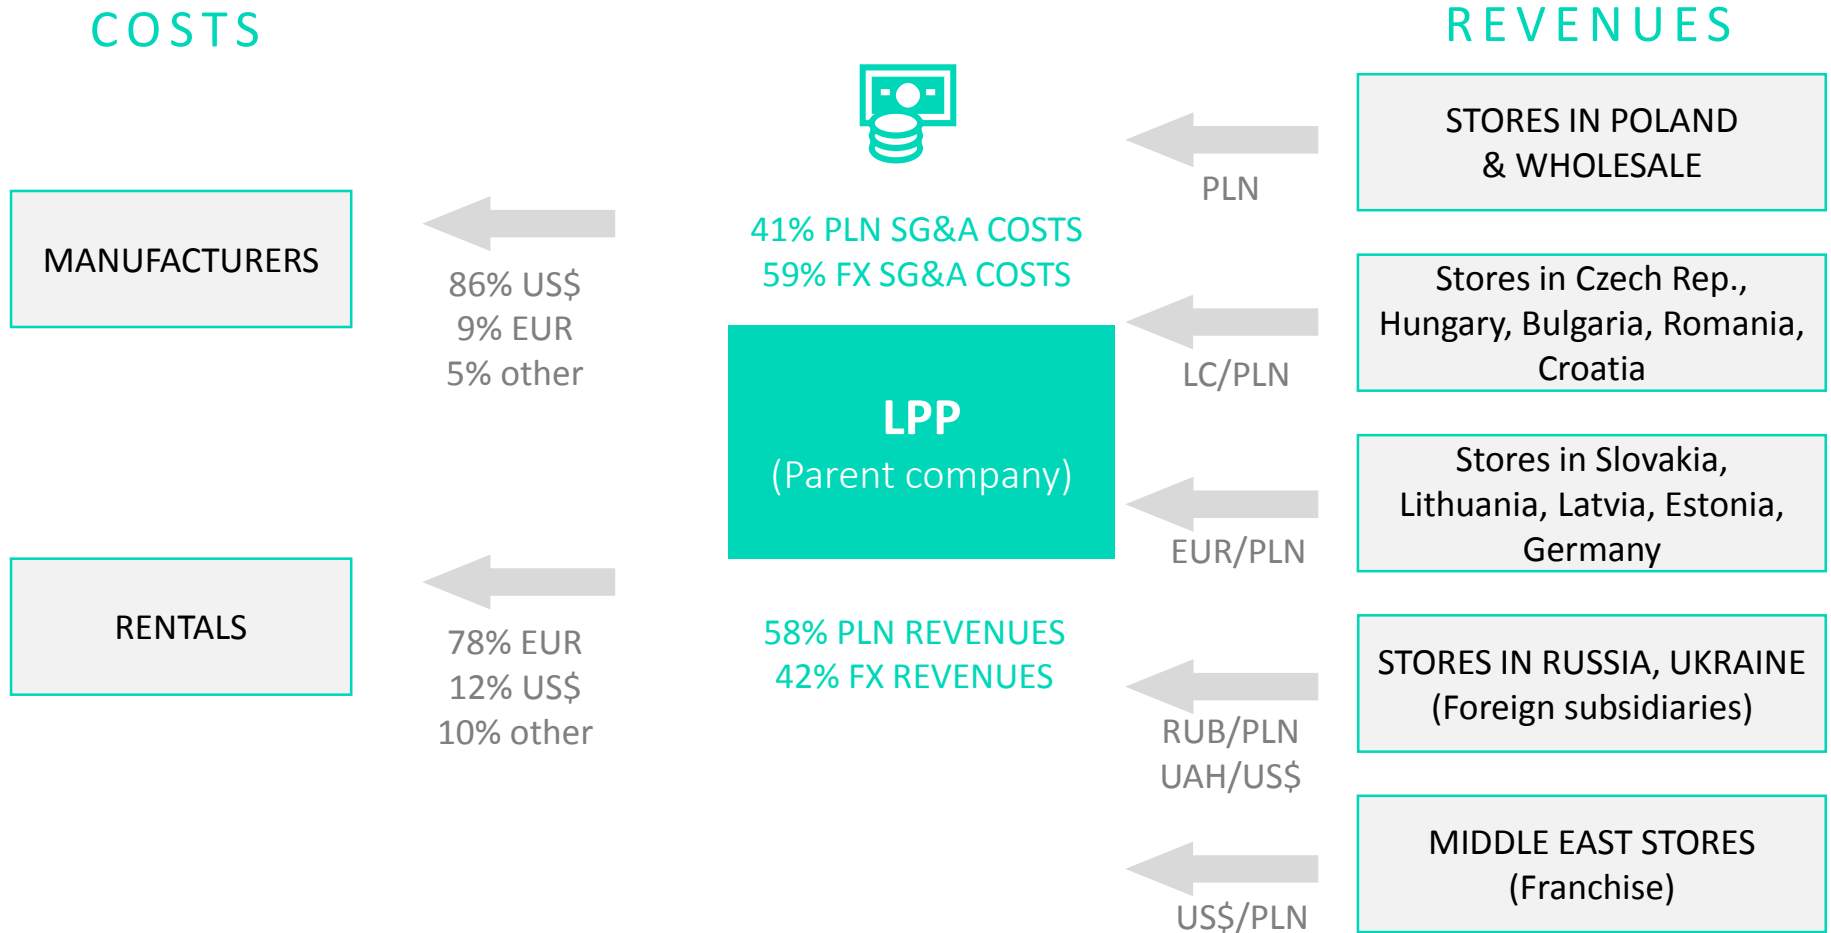 COSTS
REVENUES
MANUFACTURERS
86% US$
9% EUR
5% other
RENTALS
78% EUR
12% US$
10% other
41% PLN SG&A COSTS
59% FX SG&A COSTS
LPP
(Parent company)
58% PLN REVENUES
42% FX REVENUES
PLN
STORES IN POLAND
& WHOLESALE
LC/PLN
Stores in Czech Rep.,
Hungary, Bulgaria, Romania,
Croatia
EUR/PLN
Stores in Slovakia,
Lithuania, Latvia, Estonia,
Germany
RUB/PLN
UAH/US$
STORES IN RUSSIA, UKRAINE
(Foreign subsidiaries)
US$/PLN
MIDDLE EAST STORES
(Franchise)